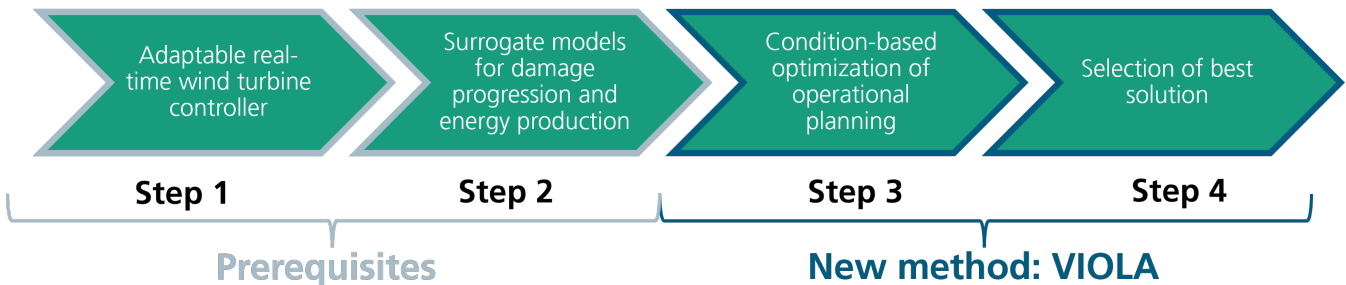 Adaptable real-
time wind turbine
controller
Surrogate models
for damage
progression and
energy production
Condition-based
optimization of
operational
planning
Selection of best
solution
Step 1
Step 2
Step 3
Step 4
Prerequisites
New method: VIOLA